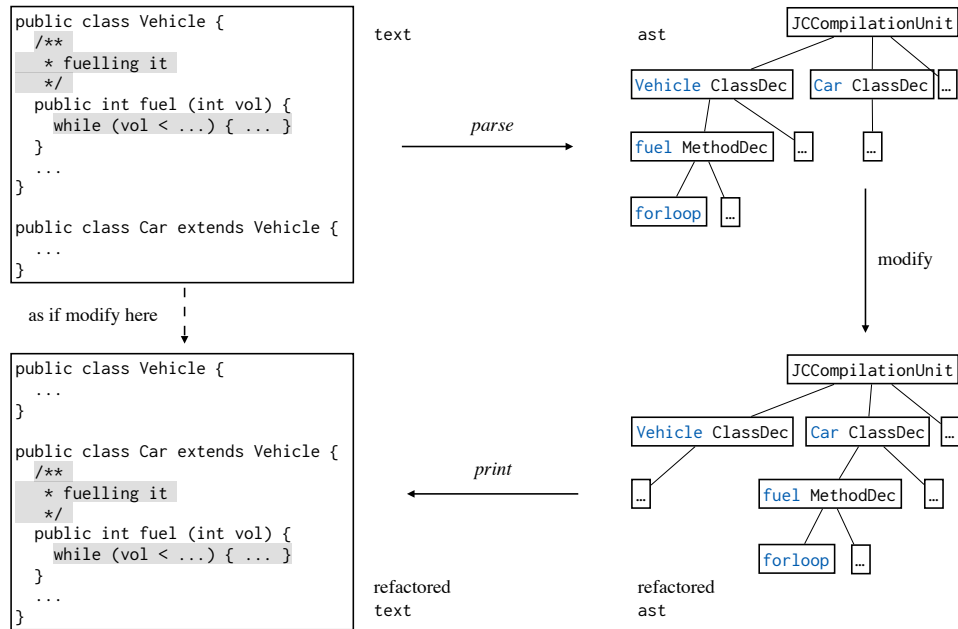 public class Vehicle {
  /**
   * fuelling it
   */
  public int fuel (int vol) {
    while (vol < ...) { ... }
  }
  ...
}
public class Car extends Vehicle {
  ...
}
text
parse
ast
JCCompilationUnit
Vehicle ClassDec
Car ClassDec
…
fuel MethodDec
…
…
forloop
…
as if modify here
modify
public class Vehicle {
  ...
}
public class Car extends Vehicle {
  /**
   * fuelling it
   */
  public int fuel (int vol) {
    while (vol < ...) { ... }
  }
  ...
}
print
refactored
text
JCCompilationUnit
Vehicle ClassDec
Car ClassDec
…
…
fuel MethodDec
…
forloop
…
refactored
ast